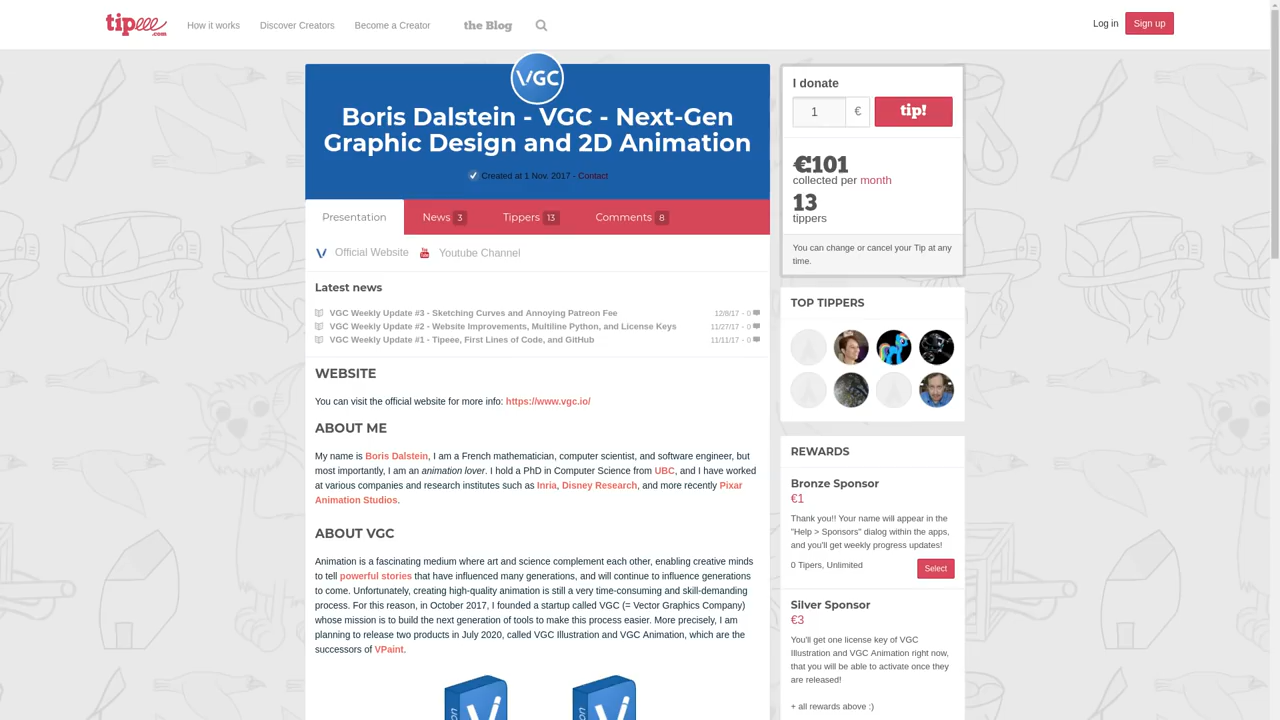 tipeee
.com
How it works
Discover Creators
Become a Creator
the Blog
Log in
Sign up
VGC
Boris Dalstein - VGC - Next-Gen
Graphic Design and 2D Animation
Created at 1 Nov. 2017 - Contact
Presentation
News 3
Tippers 13
Comments 8
Official Website
Youtube Channel
Latest news
VGC Weekly Update #3 - Sketching Curves and Annoying Patreon Fee 12/8/17 - 0
VGC Weekly Update #2 - Website Improvements, Multiline Python, and License Keys 11/27/17 - 0
VGC Weekly Update #1 - Tipeee, First Lines of Code, and GitHub 11/11/17 - 0
WEBSITE
You can visit the official website for more info: https://www.vgc.io/
ABOUT ME
My name is Boris Dalstein, I am a French mathematician, computer scientist, and software engineer, but
most importantly, I am an animation lover. I hold a PhD in Computer Science from UBC, and I have worked
at various companies and research institutes such as Inria, Disney Research, and more recently Pixar
Animation Studios.
ABOUT VGC
Animation is a fascinating medium where art and science complement each other, enabling creative minds
to tell powerful stories that have influenced many generations, and will continue to influence generations
to come. Unfortunately, creating high-quality animation is still a very time-consuming and skill-demanding
process. For this reason, in October 2017, I founded a startup called VGC (= Vector Graphics Company)
whose mission is to build the next generation of tools to make this process easier. More precisely, I am
planning to release two products in July 2020, called VGC Illustration and VGC Animation, which are the
successors of VPaint.
I donate
1 €
tip!
€101
collected per month
13
tippers
You can change or cancel your Tip at any
time.
TOP TIPPERS
REWARDS
Bronze Sponsor
€1
Thank you!! Your name will appear in the
"Help > Sponsors" dialog within the apps,
and you'll get weekly progress updates!
0 Tipers, Unlimited
Select
Silver Sponsor
€3
You'll get one license key of VGC
Illustration and VGC Animation right now,
that you will be able to activate once they
are released!
+ all rewards above :)